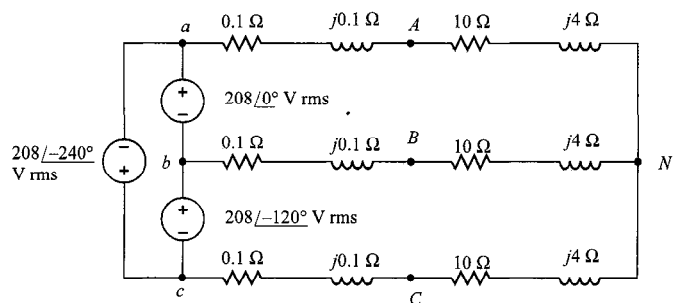 a 0.1 Ω j0.1 Ω A 10 Ω j4 Ω
208/0° V rms
208/−240°
V rms
b 0.1 Ω j0.1 Ω B 10 Ω j4 Ω N
208/−120° V rms
c 0.1 Ω j0.1 Ω C 10 Ω j4 Ω